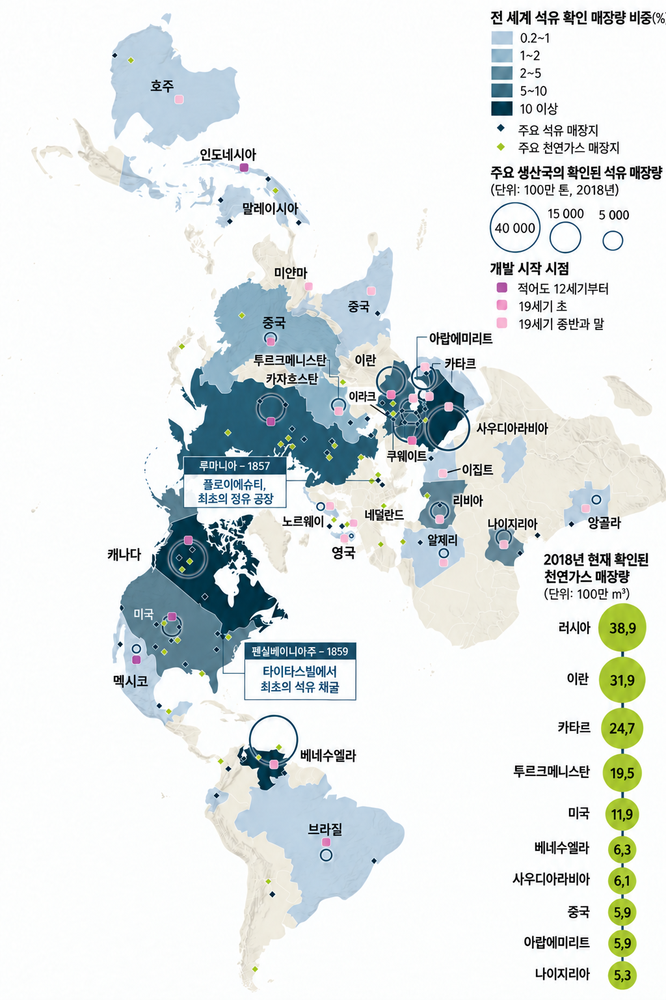 전 세계 석유 확인 매장량 비중(%)
0.2~1
1~2
2~5
5~10
10 이상
주요 석유 매장지
주요 천연가스 매장지
주요 생산국의 확인된 석유 매장량
(단위: 100만 톤, 2018년)
40 000
15 000
5 000
개발 시작 시점
적어도 12세기부터
19세기 초
19세기 중반과 말
호주
인도네시아
말레이시아
미얀마
중국
중국
아랍에미리트
투르크메니스탄
이란
카타르
카자흐스탄
이라크
사우디아라비아
쿠웨이트
루마니아 – 1857
플로이에슈티,
최초의 정유 공장
이집트
리비아
노르웨이
네덜란드
나이지리아
앙골라
영국
알제리
캐나다
미국
멕시코
펜실베이니아주 – 1859
타이타스빌에서
최초의 석유 채굴
베네수엘라
브라질
2018년 현재 확인된
천연가스 매장량
(단위: 100만 m³)
러시아 38,9
이란 31,9
카타르 24,7
투르크메니스탄 19,5
미국 11,9
베네수엘라 6,3
사우디아라비아 6,1
중국 5,9
아랍에미리트 5,9
나이지리아 5,3